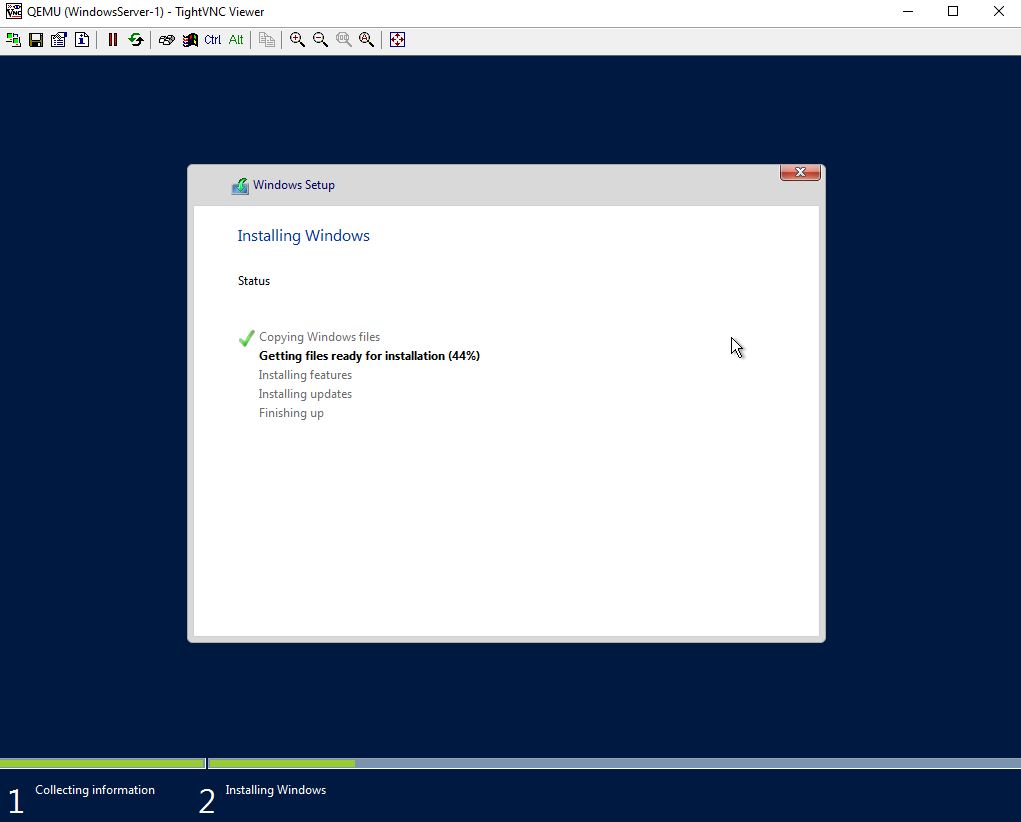 QEMU (WindowsServer-1) - TightVNC Viewer
Ctrl Alt
Windows Setup
Installing Windows
Status
Copying Windows files
Getting files ready for installation (44%)
Installing features
Installing updates
Finishing up
1 Collecting information
2 Installing Windows